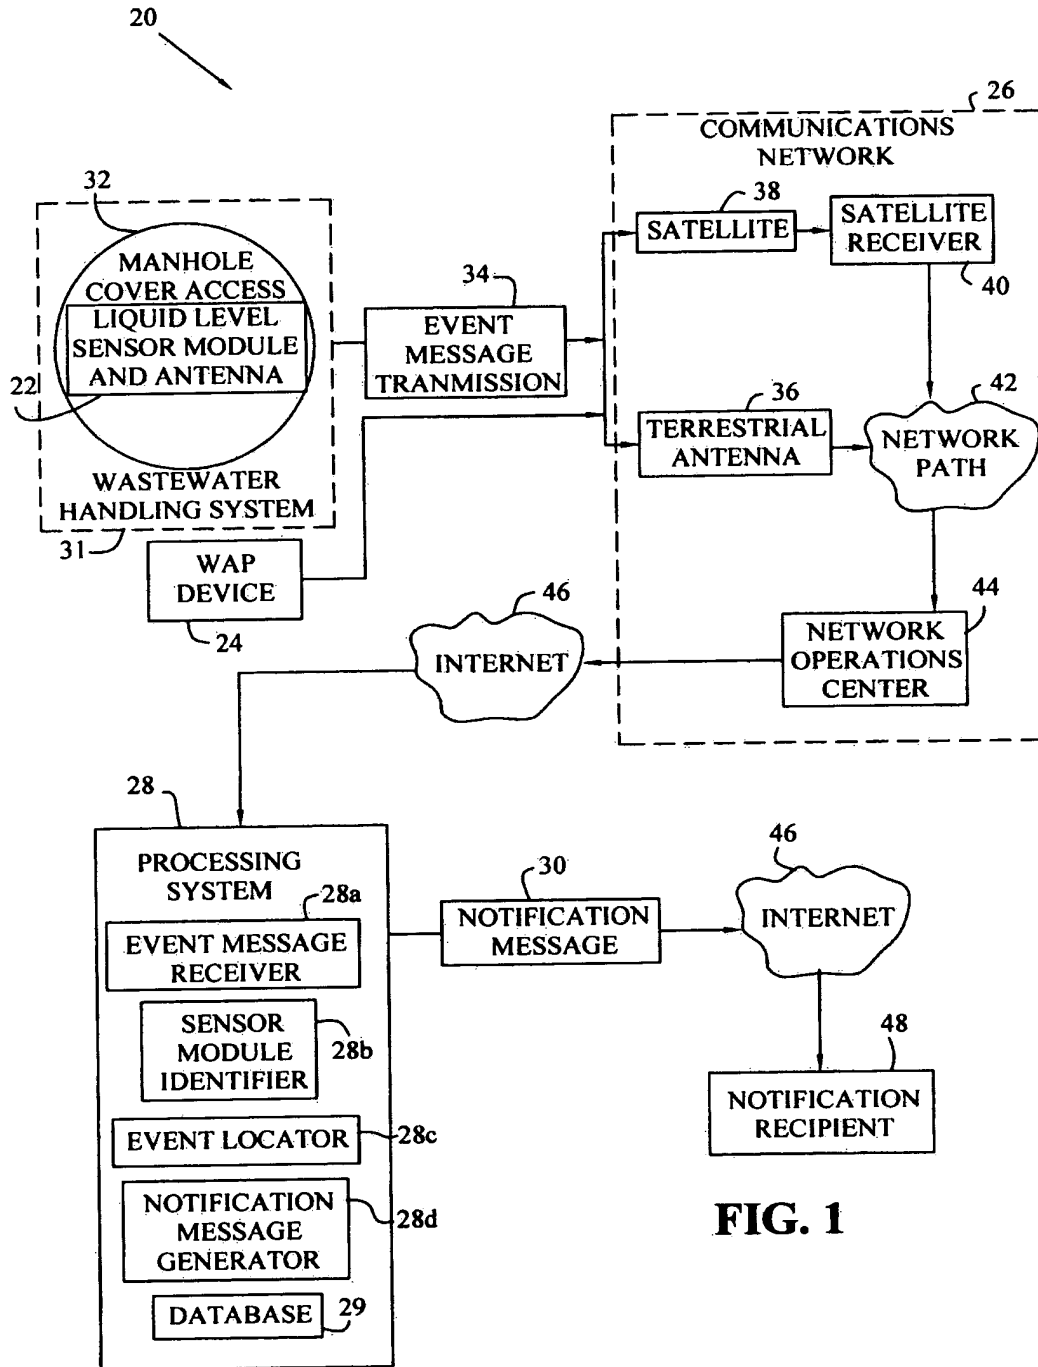 20
26
COMMUNICATIONS
NETWORK
32
38
SATELLITE
SATELLITE
RECEIVER
40
MANHOLE
COVER ACCESS
LIQUID LEVEL
SENSOR MODULE
AND ANTENNA
22
34
EVENT
MESSAGE
TRANMISSION
36
TERRESTRIAL
ANTENNA
42
NETWORK
PATH
WASTEWATER
HANDLING SYSTEM
31
WAP
DEVICE
24
46
INTERNET
44
NETWORK
OPERATIONS
CENTER
28
PROCESSING
SYSTEM
28a
EVENT MESSAGE
RECEIVER
SENSOR
MODULE
IDENTIFIER
28b
EVENT LOCATOR
28c
NOTIFICATION
MESSAGE
GENERATOR
28d
DATABASE
29
30
NOTIFICATION
MESSAGE
46
INTERNET
48
NOTIFICATION
RECIPIENT
FIG. 1